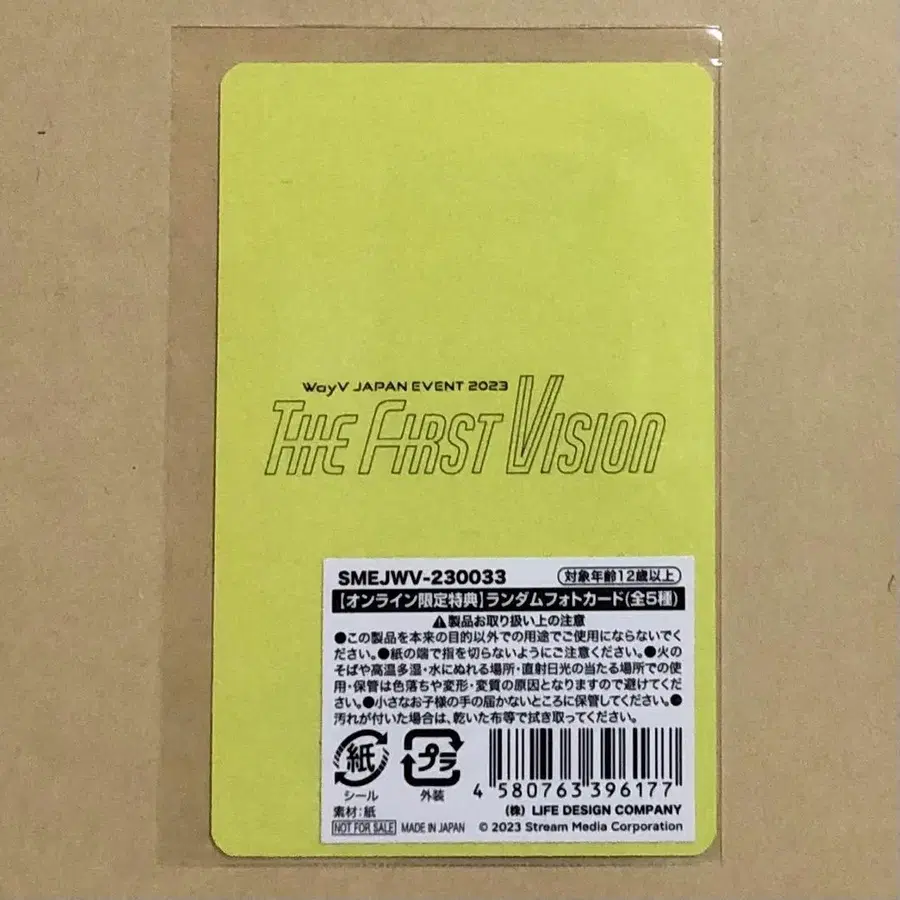 WayV JAPAN EVENT 2023
THE FIRST VISION
SMEJWV-230033
対象年齢12歳以上
【オンライン限定特典】ランダムフォトカード(全5種)
⚠製品お取り扱い上の注意
●この製品を本来の目的以外での用途でご使用にならないでく
ださい。●紙の端で指を切らないようにご注意ください。●火の
そばや高温多湿・水にぬれる場所・直射日光の当たる場所での使
用・保管は色落ちや変形・変質の原因となりますので避けてくだ
さい。●小さなお子様の手の届かないところに保管してください。●
汚れが付いた場合は、乾いた布等で拭き取ってください。
紙
シール
プラ
外装
4 580763 396177
素材:紙
(株) LIFE DESIGN COMPANY
NOT FOR SALE MADE IN JAPAN © 2023 Stream Media Corporation